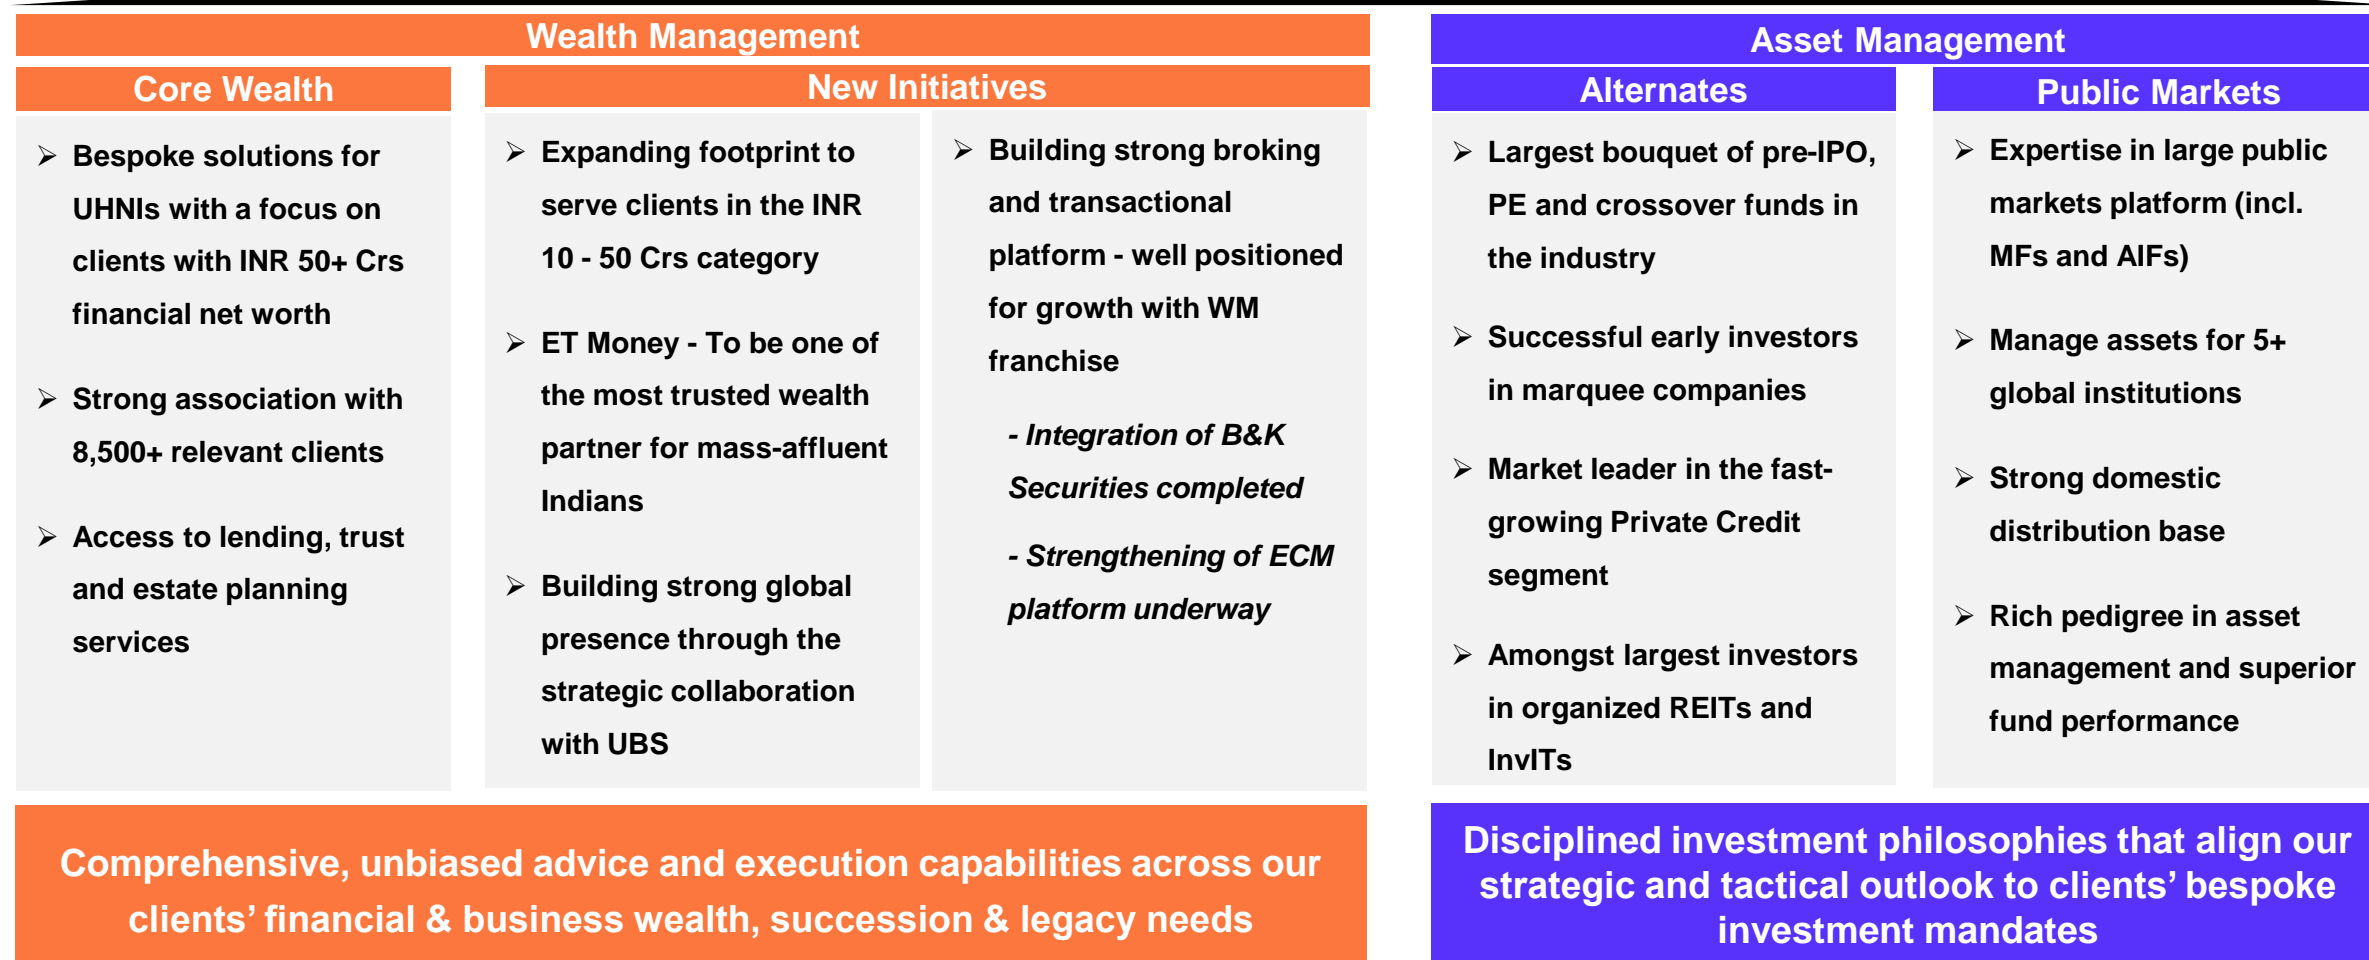 Wealth Management
Core Wealth
➢ Bespoke solutions for
UHNIs with a focus on
clients with INR 50+ Crs
financial net worth
➢ Strong association with
8,500+ relevant clients
➢ Access to lending, trust
and estate planning
services
New Initiatives
➢ Expanding footprint to
serve clients in the INR
10 - 50 Crs category
➢ ET Money - To be one of
the most trusted wealth
partner for mass-affluent
Indians
➢ Building strong global
presence through the
strategic collaboration
with UBS
➢ Building strong broking
and transactional
platform - well positioned
for growth with WM
franchise
- Integration of B&K
Securities completed
- Strengthening of ECM
platform underway
Comprehensive, unbiased advice and execution capabilities across our
clients’ financial & business wealth, succession & legacy needs
Asset Management
Alternates
➢ Largest bouquet of pre-IPO,
PE and crossover funds in
the industry
➢ Successful early investors
in marquee companies
➢ Market leader in the fast-
growing Private Credit
segment
➢ Amongst largest investors
in organized REITs and
InvITs
Public Markets
➢ Expertise in large public
markets platform (incl.
MFs and AIFs)
➢ Manage assets for 5+
global institutions
➢ Strong domestic
distribution base
➢ Rich pedigree in asset
management and superior
fund performance
Disciplined investment philosophies that align our
strategic and tactical outlook to clients’ bespoke
investment mandates